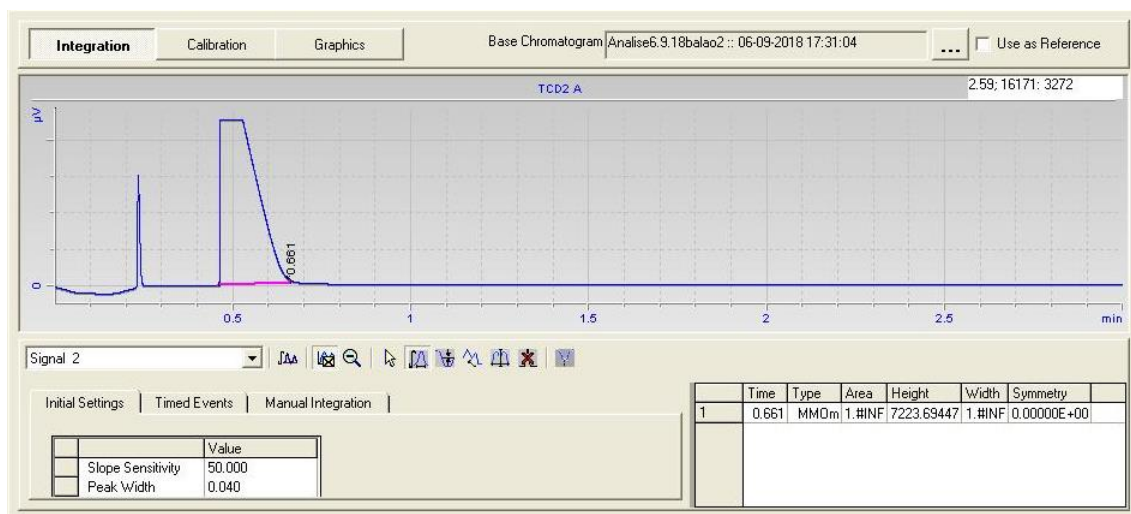 Integration Calibration Graphics Base Chromatogram Analise6.9.18balao2 :: 06-09-2018 17:31:04 ... Use as Reference
TCD2 A 2.59; 16171: 3272
µV
0.661
0
0.5 1 1.5 2 2.5 min
Signal 2
Initial Settings Timed Events Manual Integration
Value
Slope Sensitivity 50.000
Peak Width 0.040
Time Type Area Height Width Symmetry
1 0.661 MMOm 1.#INF 7223.69447 1.#INF 0.00000E+00